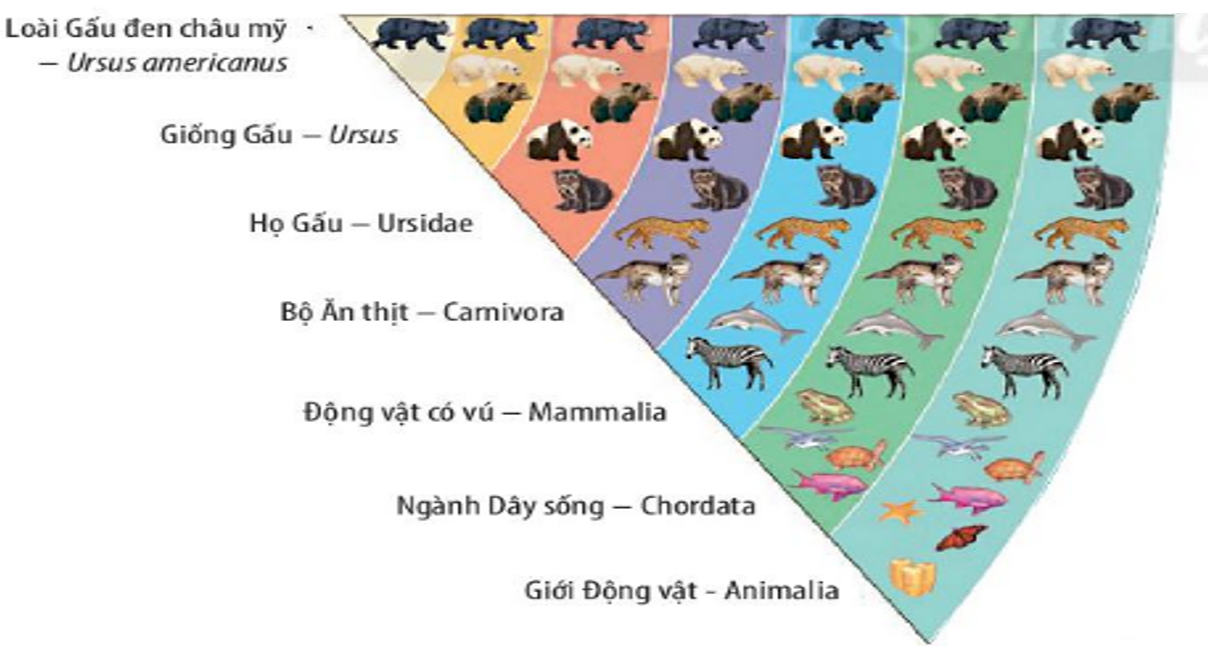 Loài Gấu đen châu mỹ
– Ursus americanus
Giống Gấu – Ursus
Họ Gấu – Ursidae
Bộ Ăn thịt – Carnivora
Động vật có vú – Mammalia
Ngành Dây sống – Chordata
Giới Động vật - Animalia